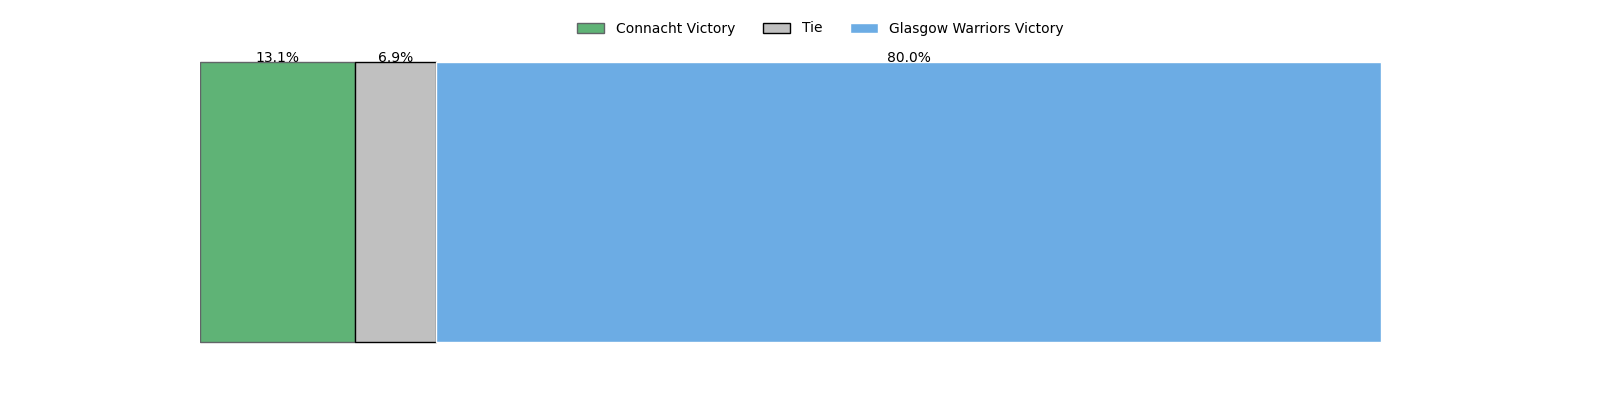 Connacht Victory Tie Glasgow Warriors Victory
13.1% 6.9% 80.0%